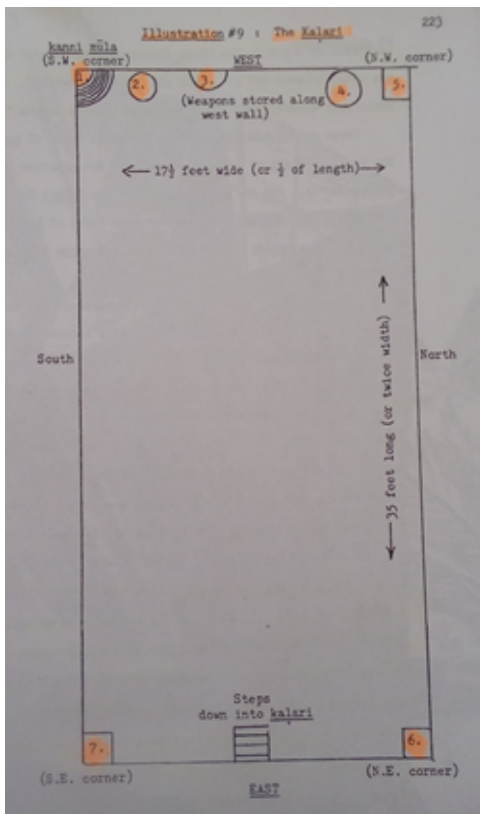 223
Illustration #9 : The Kaḷari
kanni mūla
(S.W. corner)
WEST
(N.W. corner)
1.
2.
3.
4.
5.
(Weapons stored along
west wall)
← 17½ feet wide (or ½ of length) →
← 35 feet long (or twice width) →
South
North
Steps
down into kaḷari
7.
6.
(S.E. corner)
(N.E. corner)
EAST